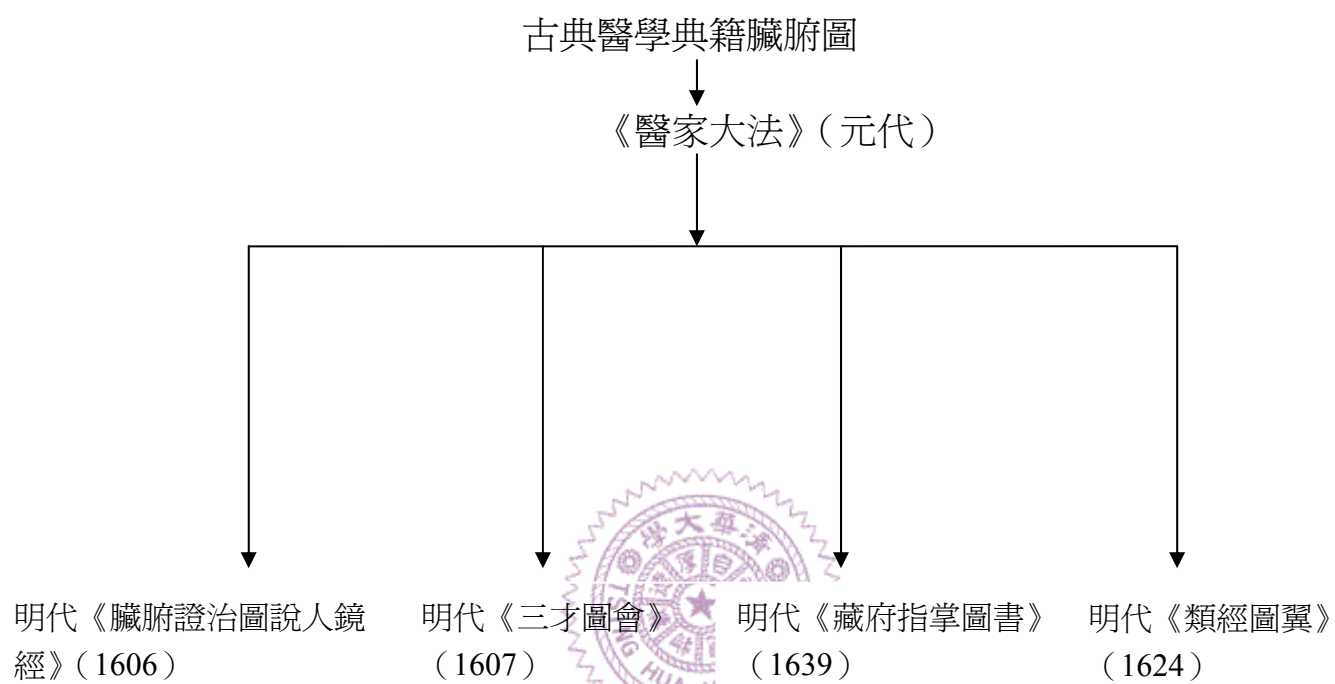 古典醫學典籍臟腑圖
《醫家大法》（元代）
明代《臟腑證治圖說人鏡
經》（1606）
明代《三才圖會》
（1607）
明代《藏府指掌圖書》
（1639）
明代《類經圖翼》
（1624）